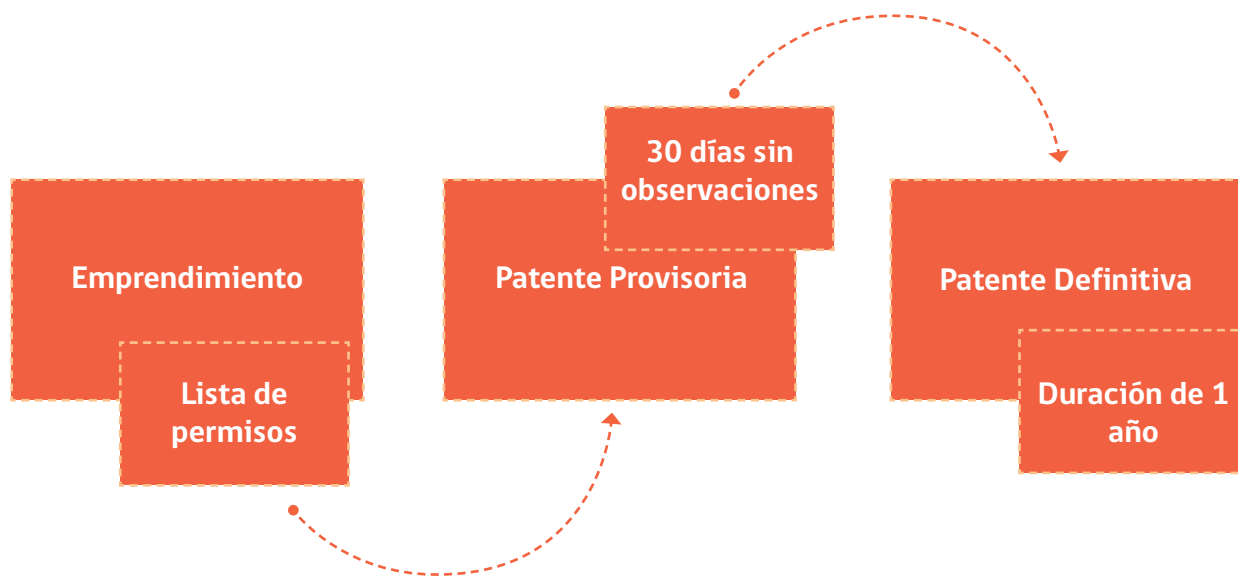 Emprendimiento
Lista de
permisos
30 días sin
observaciones
Patente Provisoria
Patente Definitiva
Duración de 1
año